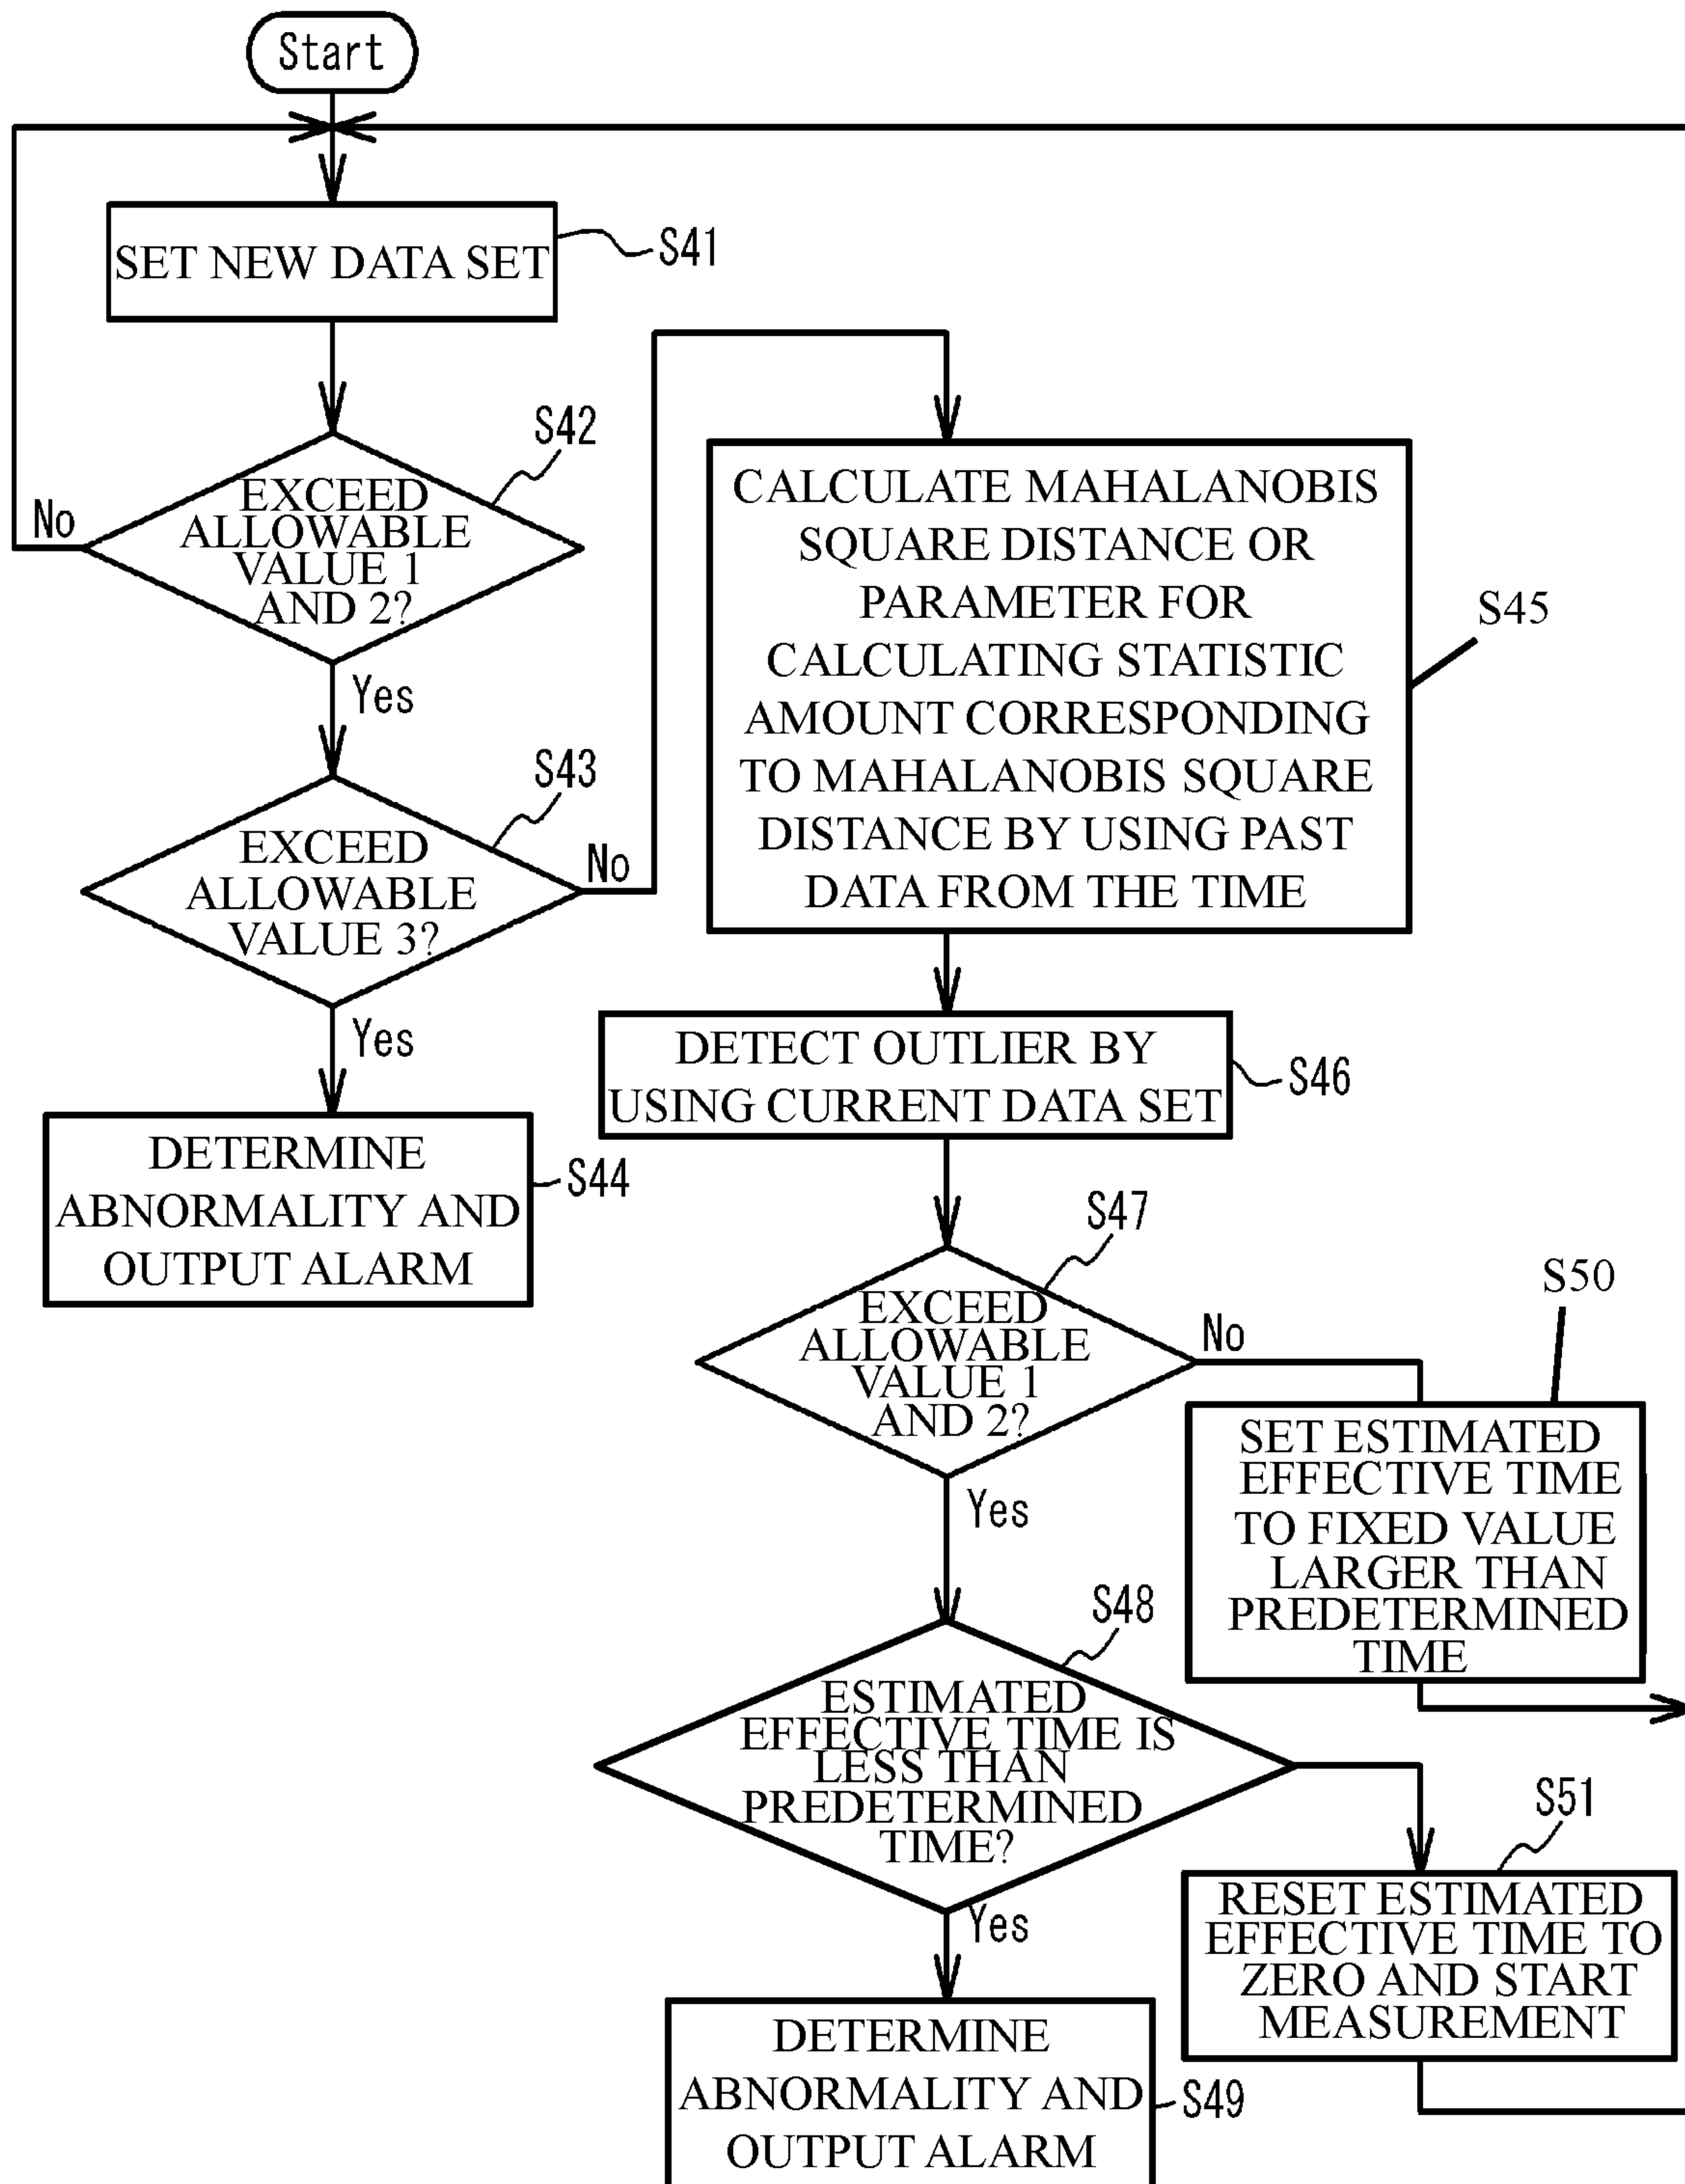 Start
SET NEW DATA SET
S41
S42
EXCEED
ALLOWABLE
VALUE 1
AND 2?
No
Yes
S43
EXCEED
ALLOWABLE
VALUE 3?
No
Yes
DETERMINE
ABNORMALITY AND
OUTPUT ALARM
S44
CALCULATE MAHALANOBIS
SQUARE DISTANCE OR
PARAMETER FOR
CALCULATING STATISTIC
AMOUNT CORRESPONDING
TO MAHALANOBIS SQUARE
DISTANCE BY USING PAST
DATA FROM THE TIME
S45
DETECT OUTLIER BY
USING CURRENT DATA SET
S46
S47
EXCEED
ALLOWABLE
VALUE 1
AND 2?
No
Yes
S50
SET ESTIMATED
EFFECTIVE TIME
TO FIXED VALUE
LARGER THAN
PREDETERMINED
TIME
S48
ESTIMATED
EFFECTIVE TIME IS
LESS THAN
PREDETERMINED
TIME?
Yes
S51
RESET ESTIMATED
EFFECTIVE TIME TO
ZERO AND START
MEASUREMENT
DETERMINE
ABNORMALITY AND
OUTPUT ALARM
S49